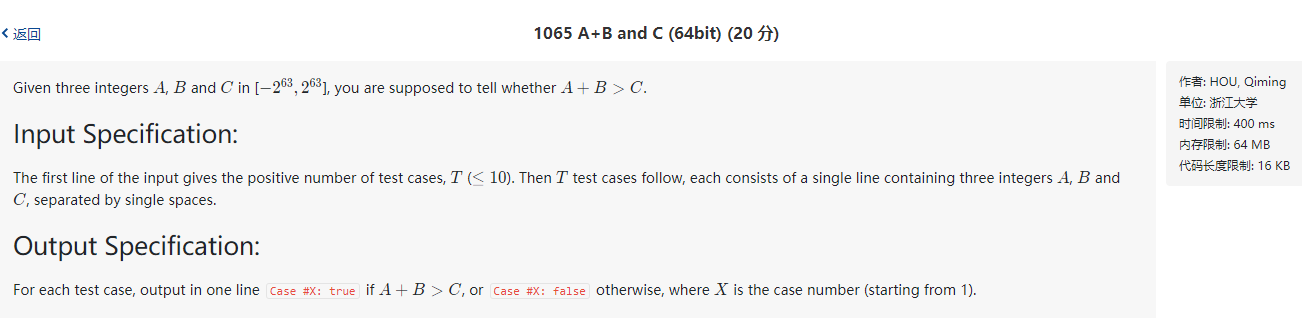 返回
1065 A+B and C (64bit) (20 分)
Given three integers A, B and C in [−2^63, 2^63], you are supposed to tell whether A + B > C.
Input Specification:
The first line of the input gives the positive number of test cases, T (≤ 10). Then T test cases follow, each consists of a single line containing three integers A, B and
C, separated by single spaces.
Output Specification:
For each test case, output in one line Case #X: true if A + B > C, or Case #X: false otherwise, where X is the case number (starting from 1).
作者: HOU, Qiming
单位: 浙江大学
时间限制: 400 ms
内存限制: 64 MB
代码长度限制: 16 KB